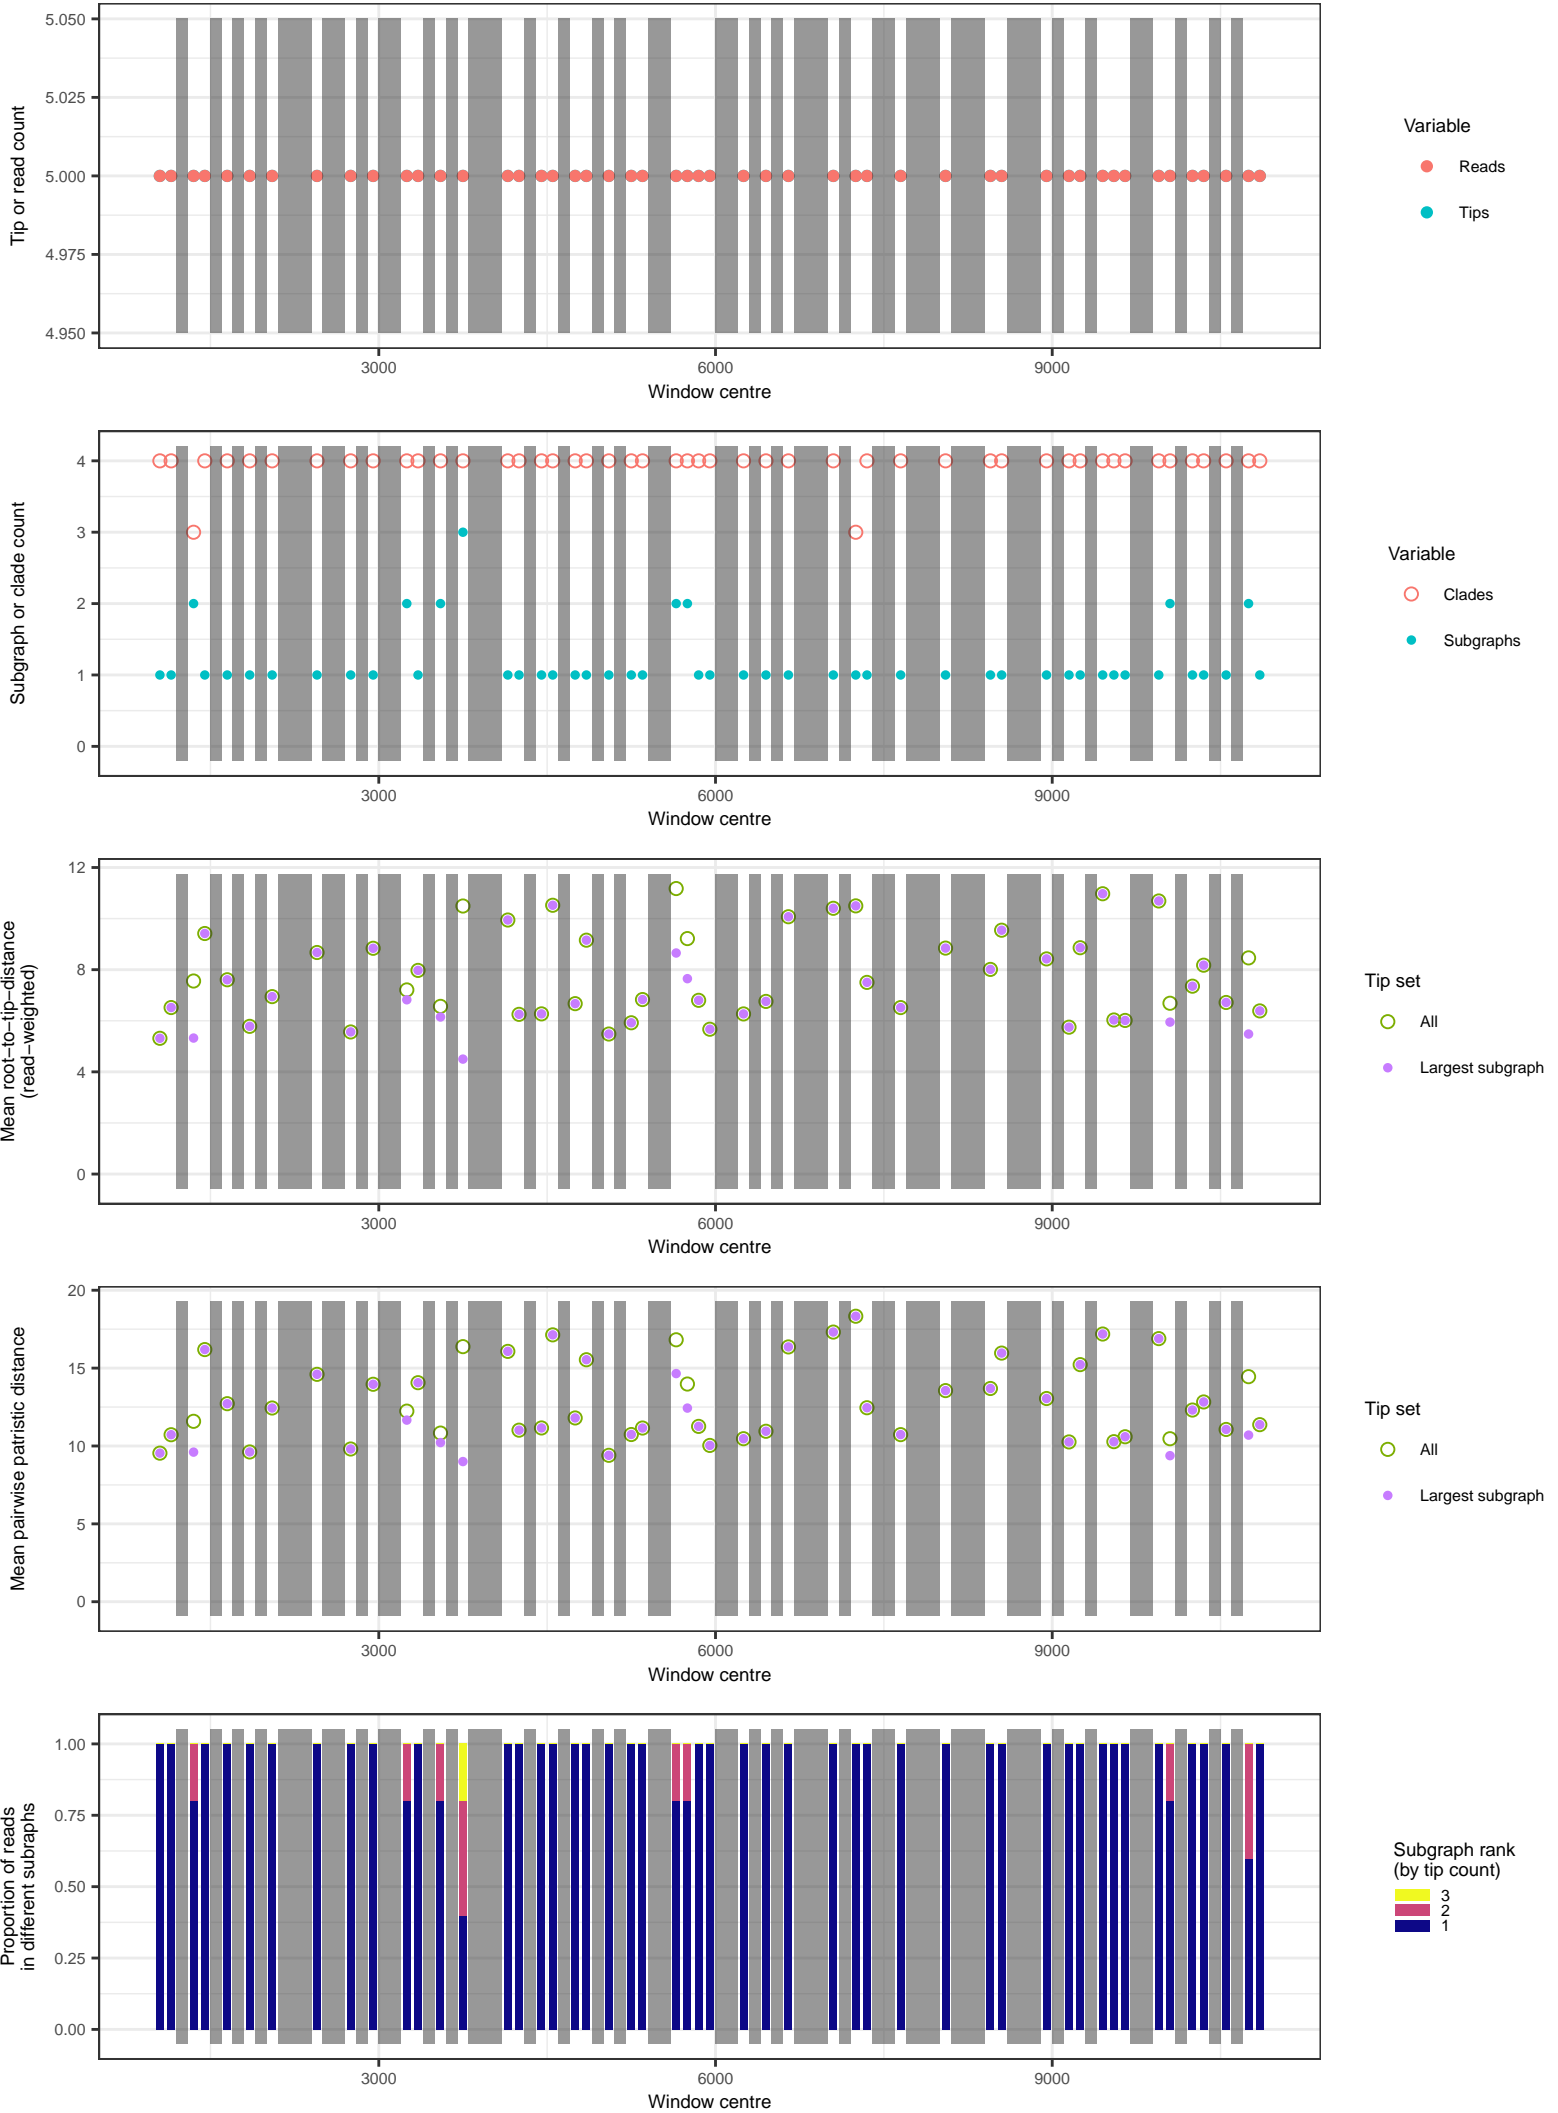 5.050
5.025
5.000
4.975
4.950
Tip or read count
3000
6000
9000
Window centre
Variable
Reads
Tips
4
3
2
1
0
Subgraph or clade count
3000
6000
9000
Window centre
Variable
Clades
Subgraphs
12
8
4
0
Mean root−to−tip−distance
(read−weighted)
3000
6000
9000
Window centre
Tip set
All
Largest subgraph
20
15
10
5
0
Mean pairwise patristic distance
3000
6000
9000
Window centre
Tip set
All
Largest subgraph
1.00
0.75
0.50
0.25
0.00
Proportion of reads
in different subraphs
3000
6000
9000
Window centre
Subgraph rank
(by tip count)
3
2
1